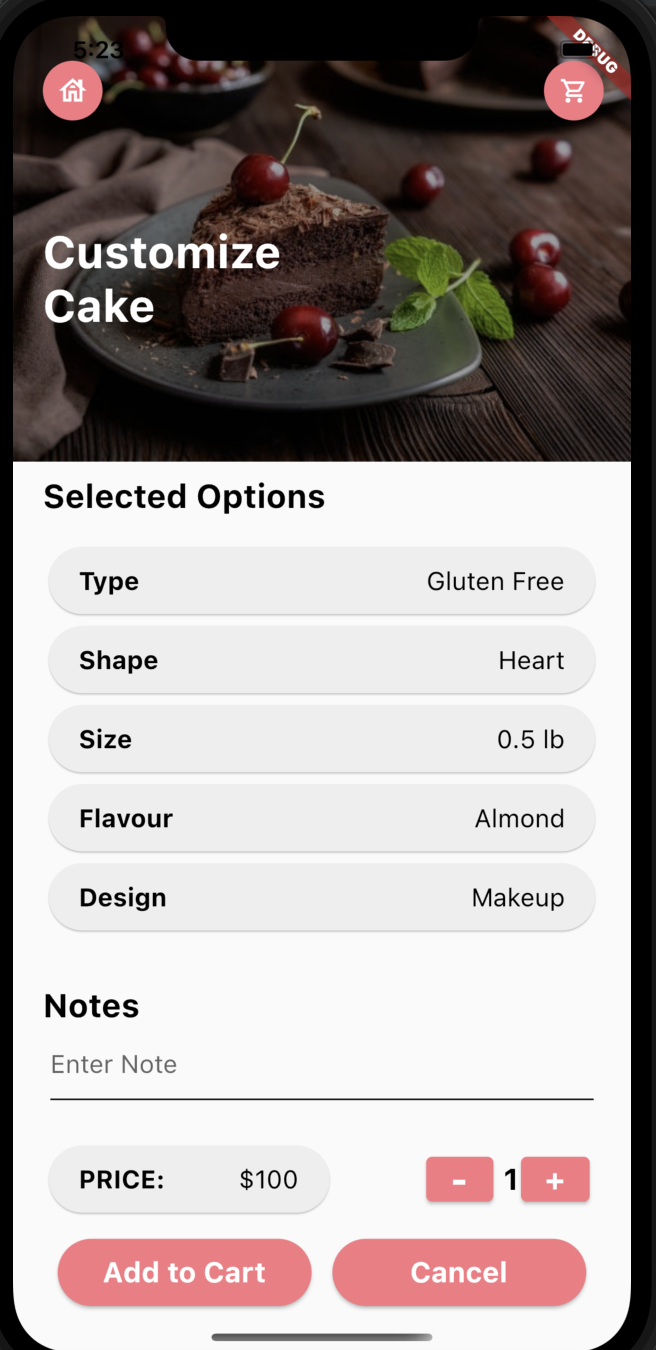 5:23
DEBUG
Customize
Cake
Selected Options
Type Gluten Free
Shape Heart
Size 0.5 lb
Flavour Almond
Design Makeup
Notes
Enter Note
PRICE: $100 - 1 +
Add to Cart Cancel